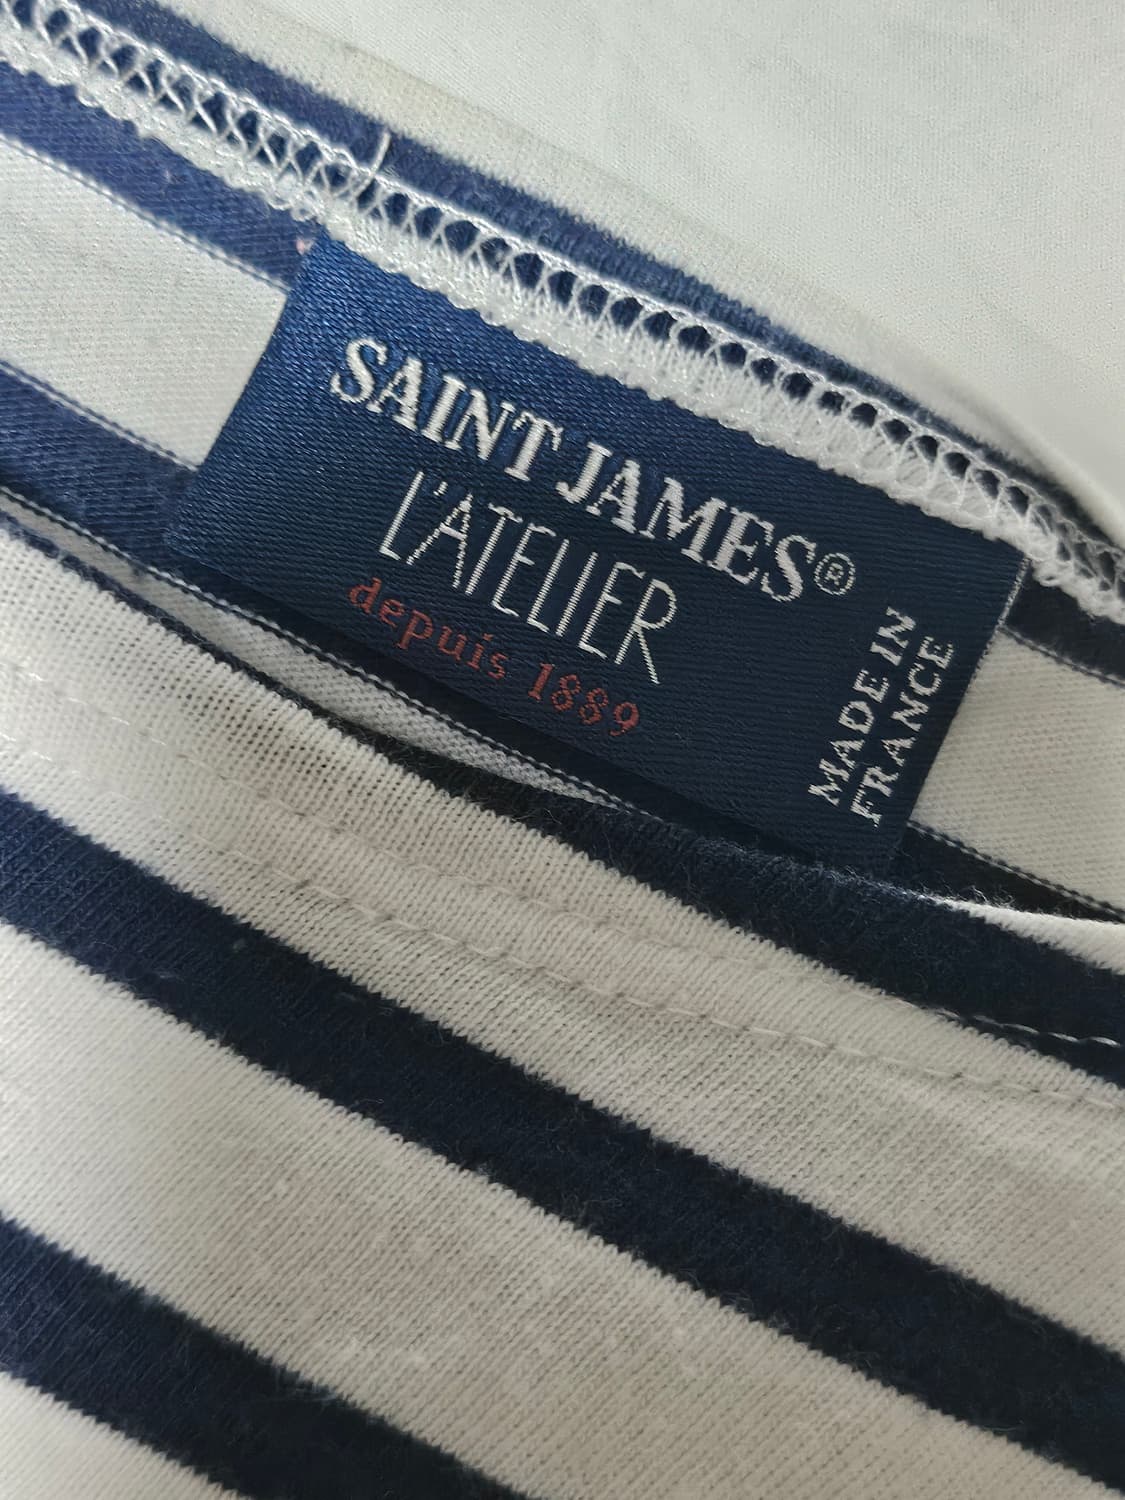 SAINT JAMES®
L'ATELIER
depuis 1889
MADE IN
FRANCE